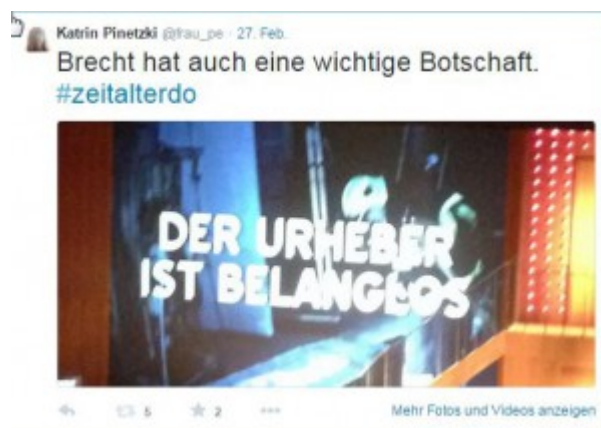 Katrin Pinetzki @frau_pe · 27. Feb.
Brecht hat auch eine wichtige Botschaft.
#zeitalterdo
DER URHEBER
IST BELANGLOS
5 2 Mehr Fotos und Videos anzeigen